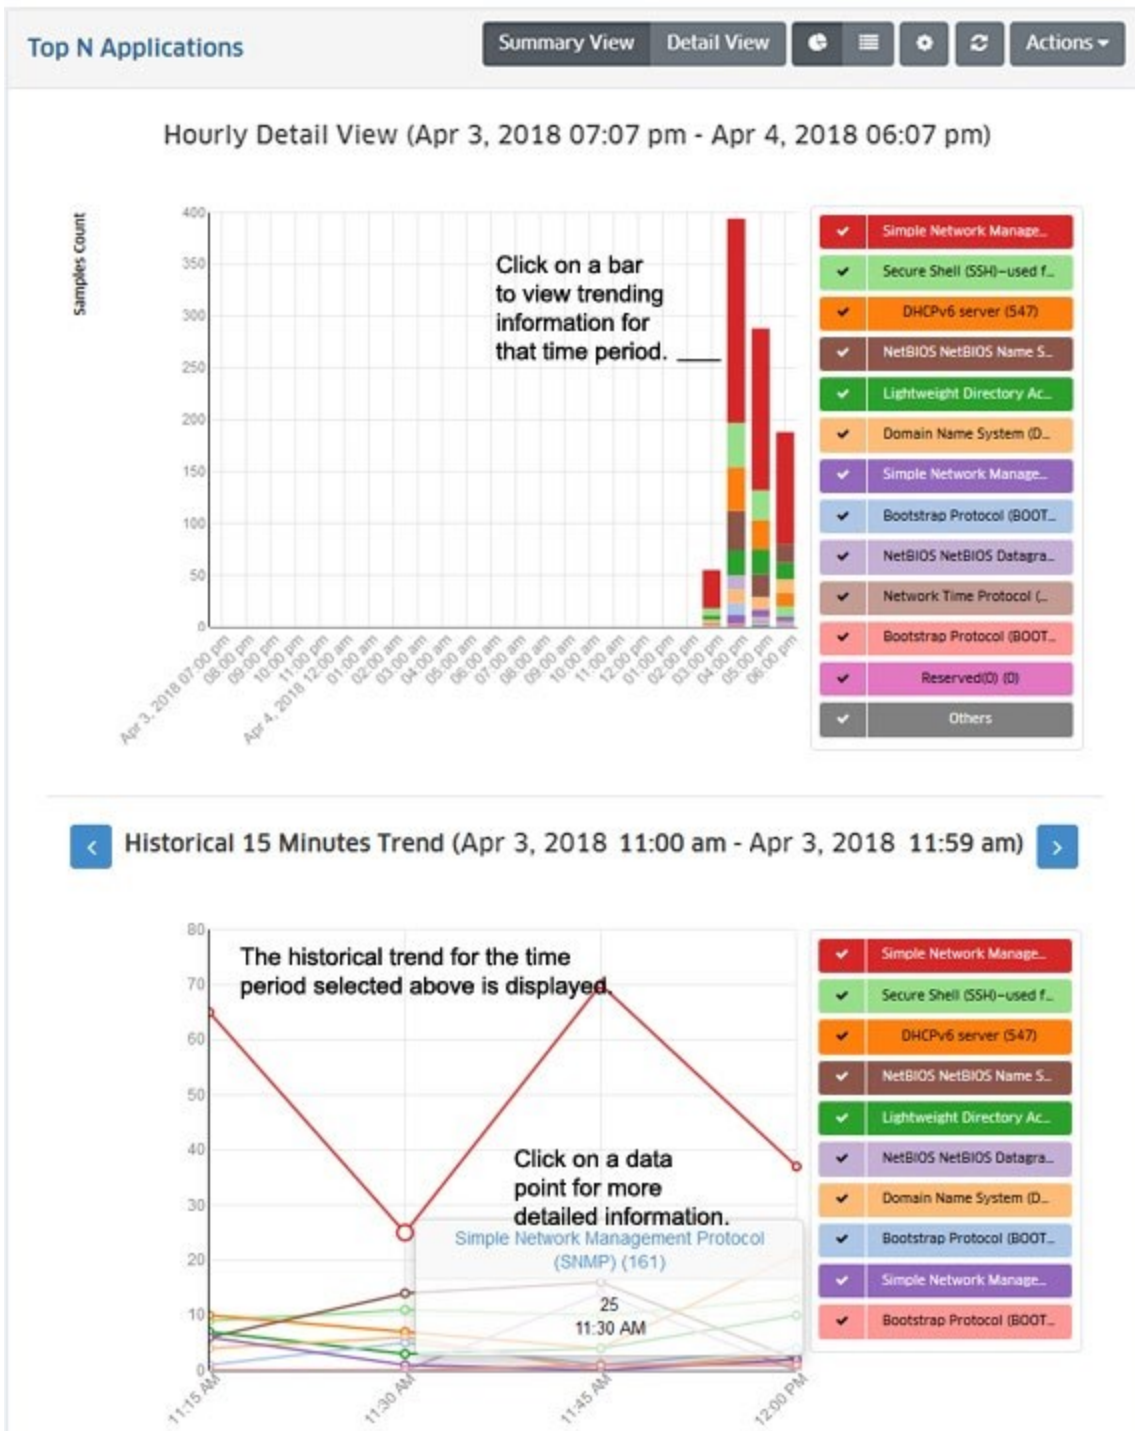 Top N Applications
Summary View
Detail View
Actions
Hourly Detail View (Apr 3, 2018 07:07 pm - Apr 4, 2018 06:07 pm)
Samples Count
400
350
300
250
200
150
100
50
0
Click on a bar
to view trending
information for
that time period.
Apr 3, 2018 07:00 pm
08:00 pm
09:00 pm
10:00 pm
11:00 pm
Apr 4, 2018 12:00 am
01:00 am
02:00 am
03:00 am
04:00 am
05:00 am
06:00 am
07:00 am
08:00 am
09:00 am
10:00 am
11:00 am
12:00 pm
01:00 pm
02:00 pm
03:00 pm
04:00 pm
05:00 pm
06:00 pm
Simple Network Manage...
Secure Shell (SSH)—used f...
DHCPv6 server (547)
NetBIOS NetBIOS Name S...
Lightweight Directory Ac...
Domain Name System (D...
Simple Network Manage...
Bootstrap Protocol (BOOT...
NetBIOS NetBIOS Datagra...
Network Time Protocol (...
Bootstrap Protocol (BOOT...
Reserved(0) (0)
Others
Historical 15 Minutes Trend (Apr 3, 2018 11:00 am - Apr 3, 2018 11:59 am)
80
70
60
50
40
30
20
10
0
The historical trend for the time
period selected above is displayed.
Click on a data
point for more
detailed information.
Simple Network Management Protocol
(SNMP) (161)
25
11:30 AM
11:15 AM
11:30 AM
11:45 AM
12:00 PM
Simple Network Manage...
Secure Shell (SSH)—used f...
DHCPv6 server (547)
NetBIOS NetBIOS Name S...
Lightweight Directory Ac...
NetBIOS NetBIOS Datagra...
Domain Name System (D...
Bootstrap Protocol (BOOT...
Simple Network Manage...
Bootstrap Protocol (BOOT...